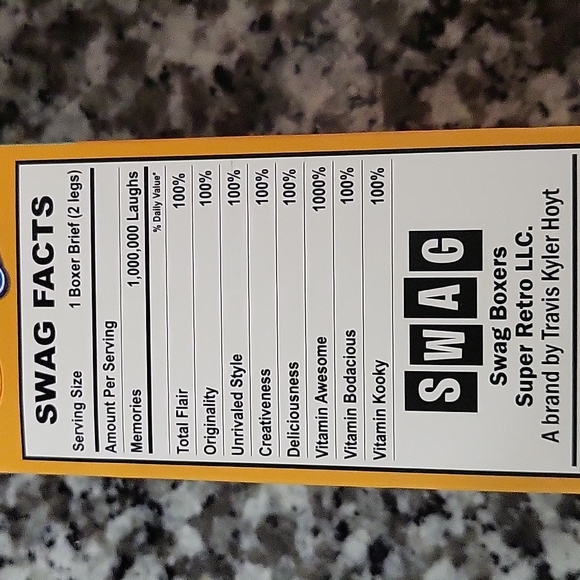 SWAG FACTS
Serving Size 1 Boxer Brief (2 legs)
Amount Per Serving
Memories 1,000,000 Laughs
% Daily Value*
Total Flair 100%
Originality 100%
Unrivaled Style 100%
Creativeness 100%
Deliciousness 100%
Vitamin Awesome 1000%
Vitamin Bodacious 100%
Vitamin Kooky 100%
SWAG
Swag Boxers
Super Retro LLC.
A brand by Travis Kyler Hoyt